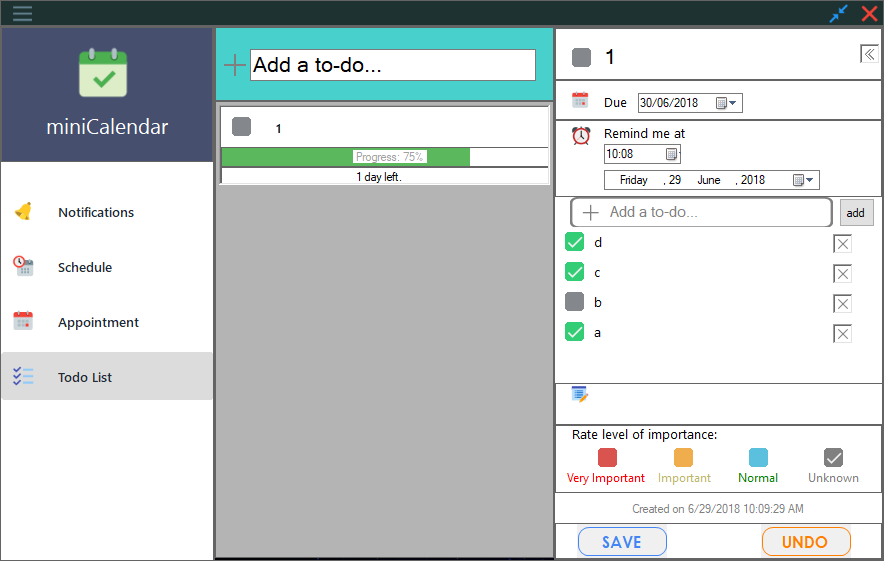 miniCalendar
Notifications
Schedule
Appointment
Todo List
Add a to-do...
1
Progress: 75%
1 day left.
1
Due 30/06/2018
Remind me at
10:08
Friday , 29 June , 2018
Add a to-do... add
d
c
b
a
Rate level of importance:
Very Important Important Normal Unknown
Created on 6/29/2018 10:09:29 AM
SAVE UNDO